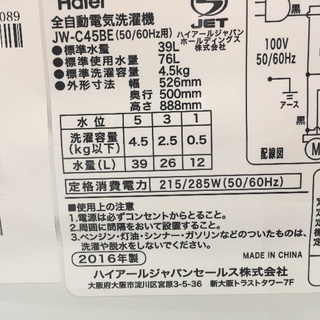 089
Haier
全自動電気洗濯機
JW-C45BE(50/60Hz用)
JET
ハイアールジャパン
ホールディングス
株式会社
●標準水量 39L
●標準使用水量 76L
●標準洗濯容量 4.5kg
●外形寸法 幅 526mm
奥行 500mm
高さ 888mm
黒
100V
50/60Hz
アース
黒
配線図
M
水位 5 3 1
洗濯容量(kg以下) 4.5 2.5 0.5
水量(L) 39 26 12
定格消費電力 215/285W(50/60Hz)
■使用上の注意
1.電源は必ずコンセントからとること。
2.周囲に間隔をおいて設置すること。
3.ベンジン・灯油・シンナー・ガソリンなどのついたものは、
洗濯や脱水をしないでください。
2016年製
MADE IN CHINA
ハイアールジャパンセールス株式会社
大阪府大阪市淀川区宮原3-5-36 新大阪トラストタワー7F